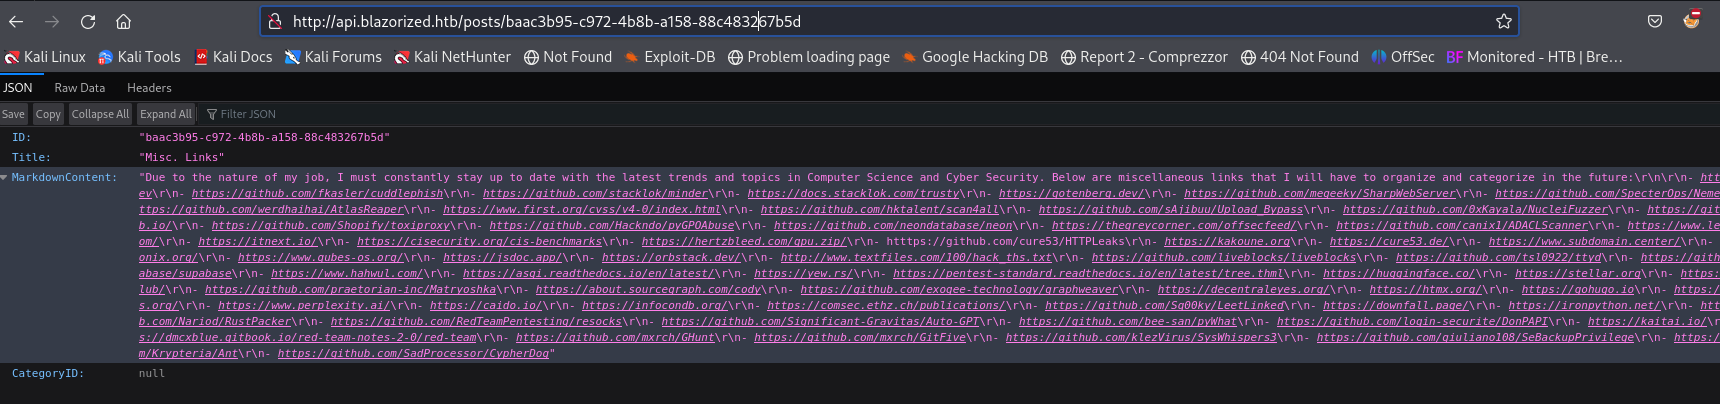 http://api.blazorized.htb/posts/baac3b95-c972-4b8b-a158-88c483267b5d
Kali Linux Kali Tools Kali Docs Kali Forums Kali NetHunter Not Found Exploit-DB Problem loading page Google Hacking DB Report 2 - Comprezzor 404 Not Found OffSec BF Monitored - HTB | Bre…
JSON Raw Data Headers
Save Copy Collapse All Expand All Filter JSON
ID: "baac3b95-c972-4b8b-a158-88c483267b5d"
Title: "Misc. Links"
MarkdownContent: "Due to the nature of my job, I must constantly stay up to date with the latest trends and topics in Computer Science and Cyber Security. Below are miscellaneous links that I will have to organize and categorize in the future:\r\n\r\n- htt
ev\r\n- https://github.com/fkasler/cuddlephish\r\n- https://github.com/stacklok/minder\r\n- https://docs.stacklok.com/trusty\r\n- https://gotenberg.dev/\r\n- https://github.com/megeeky/SharpWebServer\r\n- https://github.com/SpecterOps/Neme
ttps://github.com/werdhaihai/AtlasReaper\r\n- https://www.first.org/cvss/v4-0/index.html\r\n- https://github.com/hktalent/scan4all\r\n- https://github.com/sAjibuu/Upload_Bypass\r\n- https://github.com/0xKayala/NucleiFuzzer\r\n- https://git
b.io/\r\n- https://github.com/Shopify/toxiproxy\r\n- https://github.com/Hackndo/pyGPOAbuse\r\n- https://github.com/neondatabase/neon\r\n- https://thegreycorner.com/offsecfeed/\r\n- https://github.com/canix1/ADACLScanner\r\n- https://www.le
om/\r\n- https://itnext.io/\r\n- https://cisecurity.org/cis-benchmarks\r\n- https://hertzbleed.com/gpu.zip/\r\n- htttps://github.com/cure53/HTTPLeaks\r\n- https://kakoune.org\r\n- https://cure53.de/\r\n- https://www.subdomain.center/\r\n-
onix.org/\r\n- https://www.qubes-os.org/\r\n- https://jsdoc.app/\r\n- https://orbstack.dev/\r\n- http://www.textfiles.com/100/hack_ths.txt\r\n- https://github.com/liveblocks/liveblocks\r\n- https://github.com/tsl0922/ttyd\r\n- https://gith
abase/supabase\r\n- https://www.hahwul.com/\r\n- https://asgi.readthedocs.io/en/latest/\r\n- https://yew.rs/\r\n- https://pentest-standard.readthedocs.io/en/latest/tree.html\r\n- https://huggingface.co/\r\n- https://stellar.org\r\n- https:
lub/\r\n- https://github.com/praetorian-inc/Matryoshka\r\n- https://about.sourcegraph.com/cody\r\n- https://github.com/exogee-technology/graphweaver\r\n- https://decentraleyes.org/\r\n- https://htmx.org/\r\n- https://gohugo.io\r\n- https:/
s.org/\r\n- https://www.perplexity.ai/\r\n- https://caido.io/\r\n- https://infocondb.org/\r\n- https://comsec.ethz.ch/publications/\r\n- https://github.com/Sq00ky/LeetLinked\r\n- https://downfall.page/\r\n- https://ironpython.net/\r\n- htt
b.com/Nariod/RustPacker\r\n- https://github.com/RedTeamPentesting/resocks\r\n- https://github.com/Significant-Gravitas/Auto-GPT\r\n- https://github.com/bee-san/pyWhat\r\n- https://github.com/login-securite/DonPAPI\r\n- https://kaitai.io/\r
s://dmcxblue.gitbook.io/red-team-notes-2-0/red-team\r\n- https://github.com/mxrch/GHunt\r\n- https://github.com/mxrch/GitFive\r\n- https://github.com/klezVirus/SysWhispers3\r\n- https://github.com/giuliano108/SeBackupPrivilege\r\n- https:/
m/Krypteria/Ant\r\n- https://github.com/SadProcessor/CypherDog"
CategoryID: null